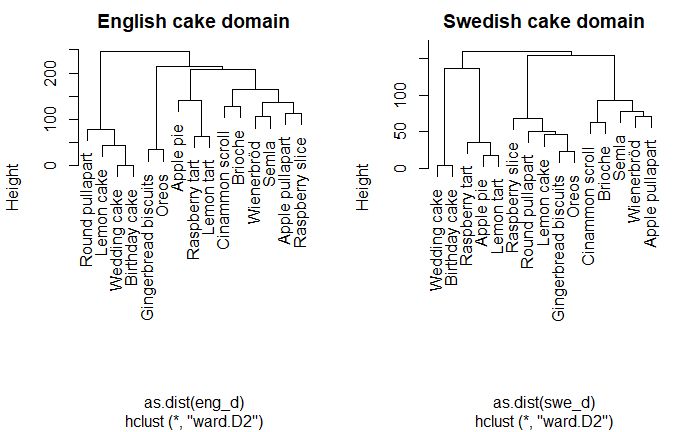 English cake domain
Height
0
100
200
Round pullapart
Lemon cake
Wedding cake
Birthday cake
Gingerbread biscuits
Oreos
Apple pie
Raspberry tart
Lemon tart
Cinammon scroll
Brioche
Wienerbröd
Semla
Apple pullapart
Raspberry slice
as.dist(eng_d)
hclust (*, "ward.D2")
Swedish cake domain
Height
0
50
100
Wedding cake
Birthday cake
Raspberry tart
Apple pie
Lemon tart
Raspberry slice
Round pullapart
Lemon cake
Gingerbread biscuits
Oreos
Cinammon scroll
Brioche
Semla
Wienerbröd
Apple pullapart
as.dist(swe_d)
hclust (*, "ward.D2")